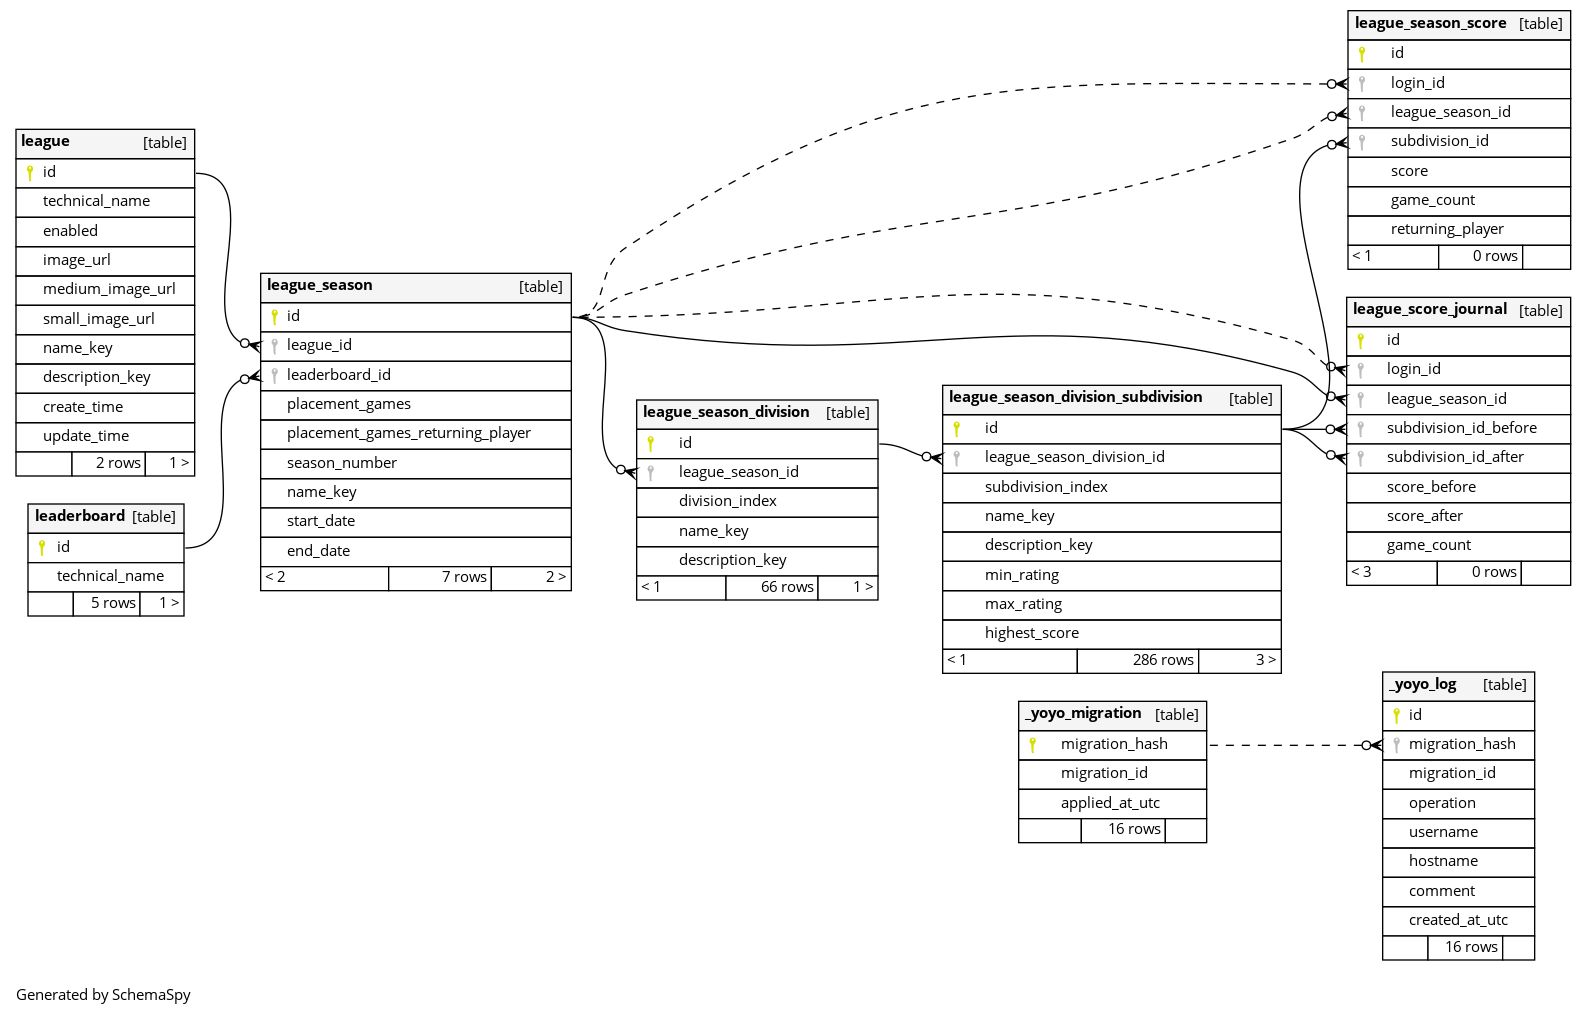 league [table]
id
technical_name
enabled
image_url
medium_image_url
small_image_url
name_key
description_key
create_time
update_time
2 rows 1 >
leaderboard [table]
id
technical_name
5 rows 1 >
league_season [table]
id
league_id
leaderboard_id
placement_games
placement_games_returning_player
season_number
name_key
start_date
end_date
< 2 7 rows 2 >
league_season_division [table]
id
league_season_id
division_index
name_key
description_key
< 1 66 rows 1 >
league_season_division_subdivision [table]
id
league_season_division_id
subdivision_index
name_key
description_key
min_rating
max_rating
highest_score
< 1 286 rows 3 >
league_season_score [table]
id
login_id
league_season_id
subdivision_id
score
game_count
returning_player
< 1 0 rows
league_score_journal [table]
id
login_id
league_season_id
subdivision_id_before
subdivision_id_after
score_before
score_after
game_count
< 3 0 rows
_yoyo_migration [table]
migration_hash
migration_id
applied_at_utc
16 rows
_yoyo_log [table]
id
migration_hash
migration_id
operation
username
hostname
comment
created_at_utc
16 rows
Generated by SchemaSpy